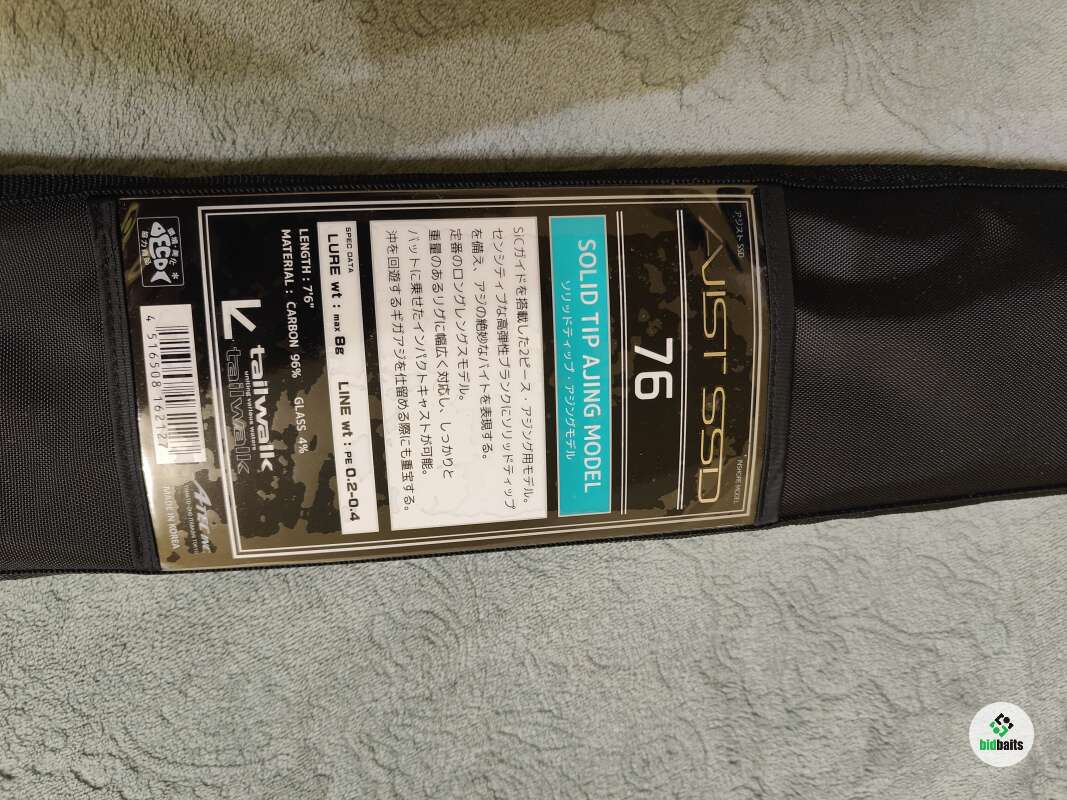 アジスト SSD
INSHORE MODEL
AJIST SSD
76
SOLID TIP AJING MODEL
ソリッドティップ・アジングモデル
SiCガイドを搭載した2ピース・アジング用モデル。
センシティブな高弾性ブランクにソリッドティップ
を備え、アジの絶妙なバイトを表現する。
定番のロングレングスモデル。
重量のあるリグに幅広く対応し、しっかりと
バットに乗せたインパクトキャストが可能。
沖を回遊するギガアジを仕留める際にも重宝する。
SPEC DATA
LURE wt : max 8g LINE wt : PE 0.2-0.4
LENGTH : 7'6"
MATERIAL : CARBON 96% GLASS 4%
tailwalk
uniting various visions
tailwalk
4 516508 162127
MADE IN KOREA
bidbaits